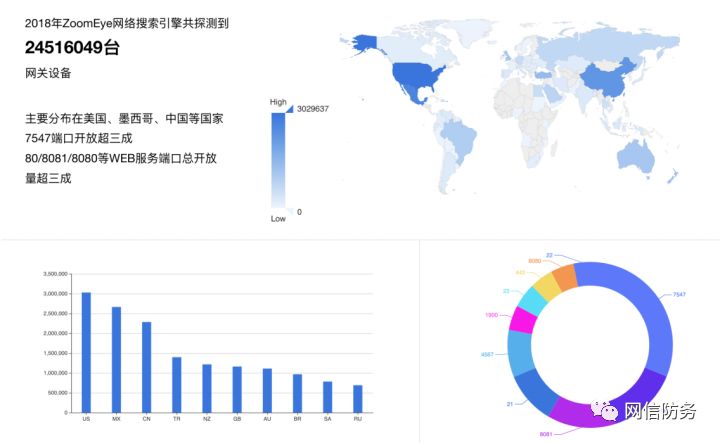 2018年ZoomEye网络搜索引擎共探测到
24516049台
网关设备
主要分布在美国、墨西哥、中国等国家
7547端口开放超三成
80/8081/8080等WEB服务端口总开放
量超三成
High
3029637
0
Low
3,500,000
3,000,000
2,500,000
2,000,000
1,500,000
1,000,000
500,000
0
US MX CN TR NZ GB AU BR SA RU
22
8080
443
23
1900
4567
21
8081
7547
网信防务